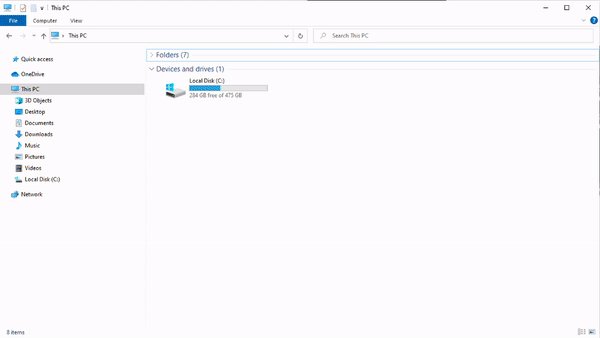 This PC
File Computer View
This PC Search This PC
Quick access
OneDrive
This PC
3D Objects
Desktop
Documents
Downloads
Music
Pictures
Videos
Local Disk (C:)
Network
Folders (7)
Devices and drives (1)
Local Disk (C:)
284 GB free of 475 GB
8 items